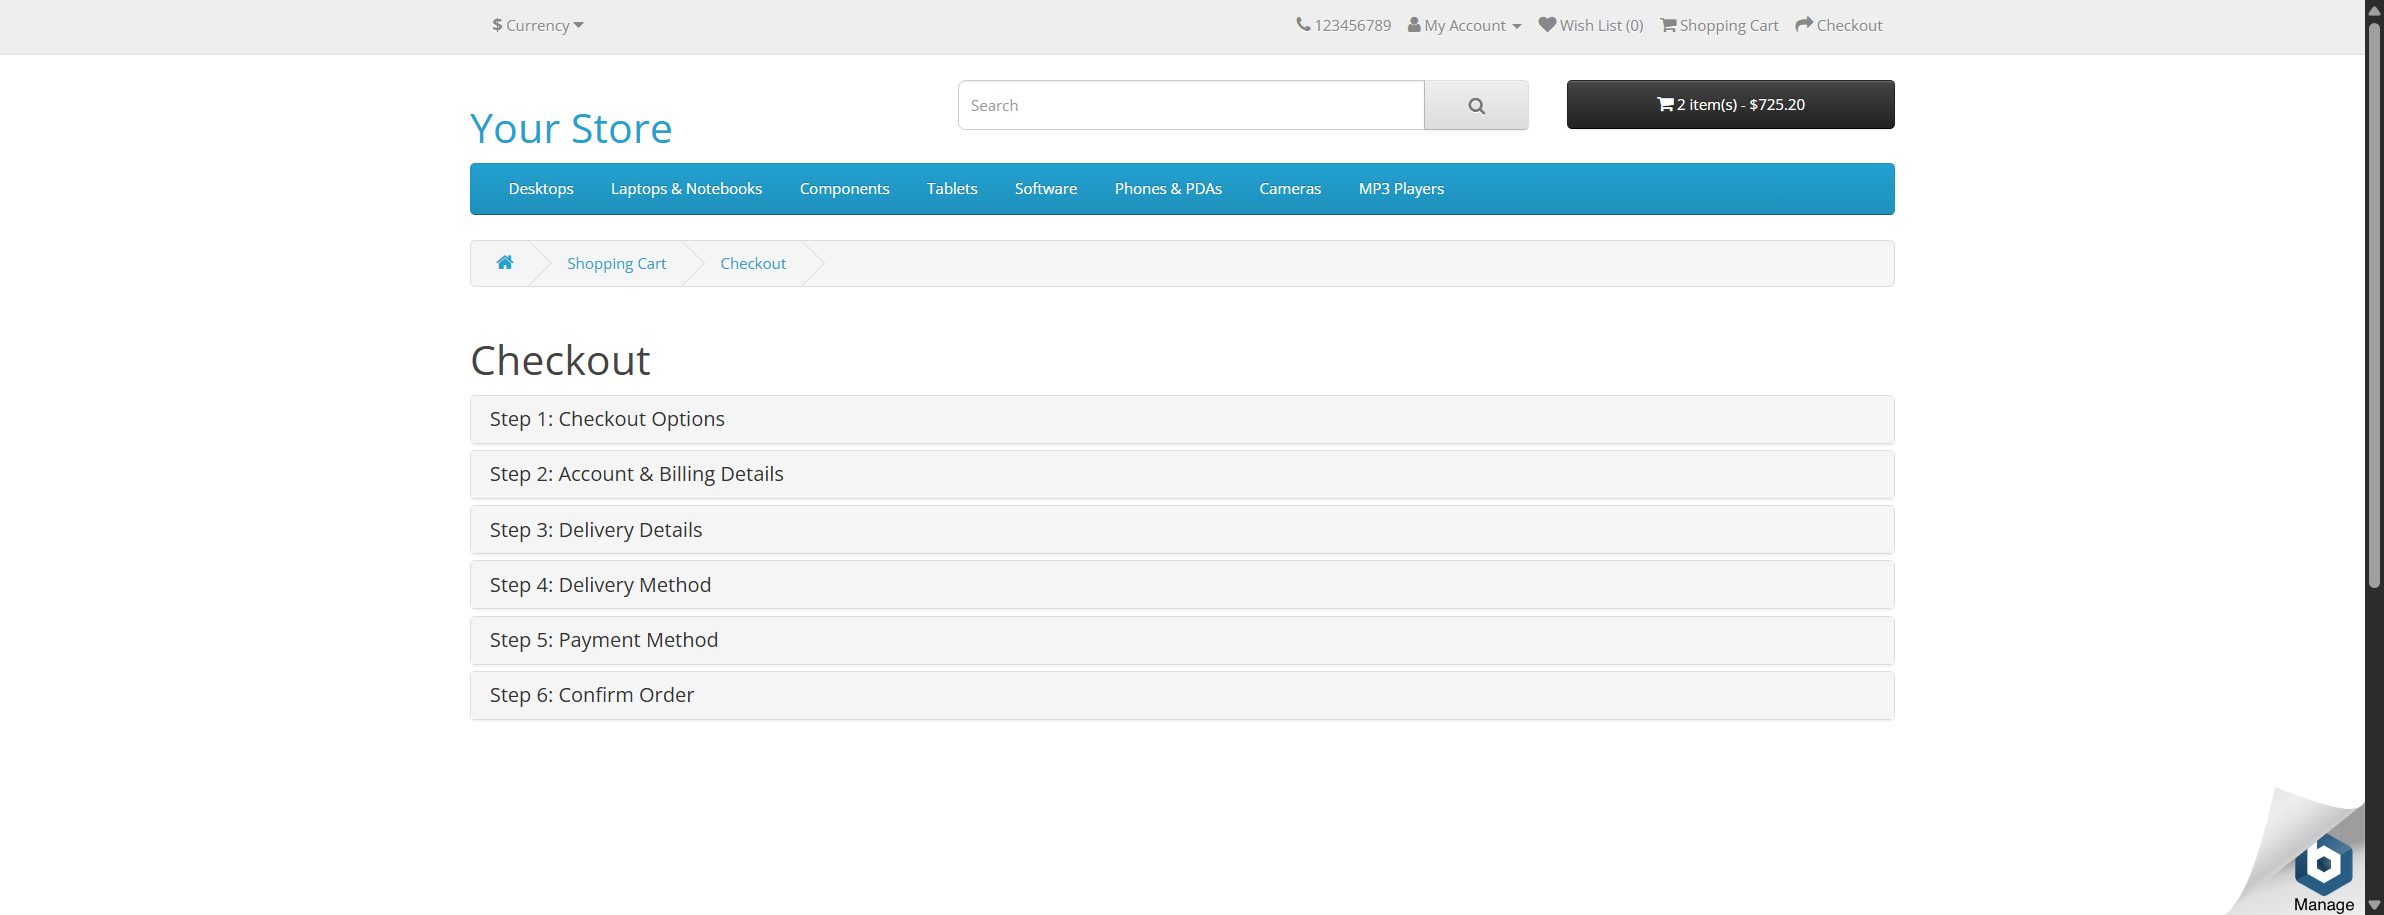 $ Currency
123456789 My Account Wish List (0) Shopping Cart Checkout
Your Store
Search
2 item(s) - $725.20
Desktops Laptops & Notebooks Components Tablets Software Phones & PDAs Cameras MP3 Players
Shopping Cart Checkout
Checkout
Step 1: Checkout Options
Step 2: Account & Billing Details
Step 3: Delivery Details
Step 4: Delivery Method
Step 5: Payment Method
Step 6: Confirm Order
Manage